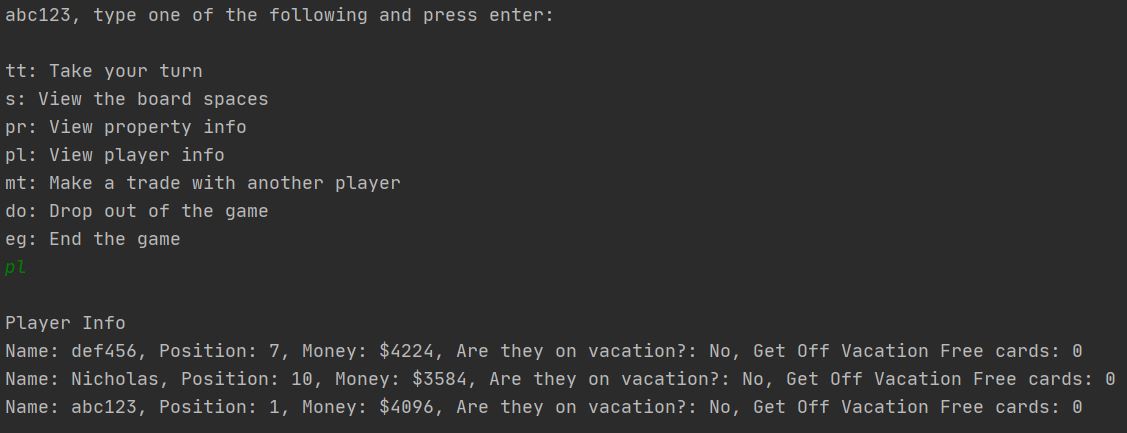 abc123, type one of the following and press enter:
tt: Take your turn
s: View the board spaces
pr: View property info
pl: View player info
mt: Make a trade with another player
do: Drop out of the game
eg: End the game
pl
Player Info
Name: def456, Position: 7, Money: $4224, Are they on vacation?: No, Get Off Vacation Free cards: 0
Name: Nicholas, Position: 10, Money: $3584, Are they on vacation?: No, Get Off Vacation Free cards: 0
Name: abc123, Position: 1, Money: $4096, Are they on vacation?: No, Get Off Vacation Free cards: 0